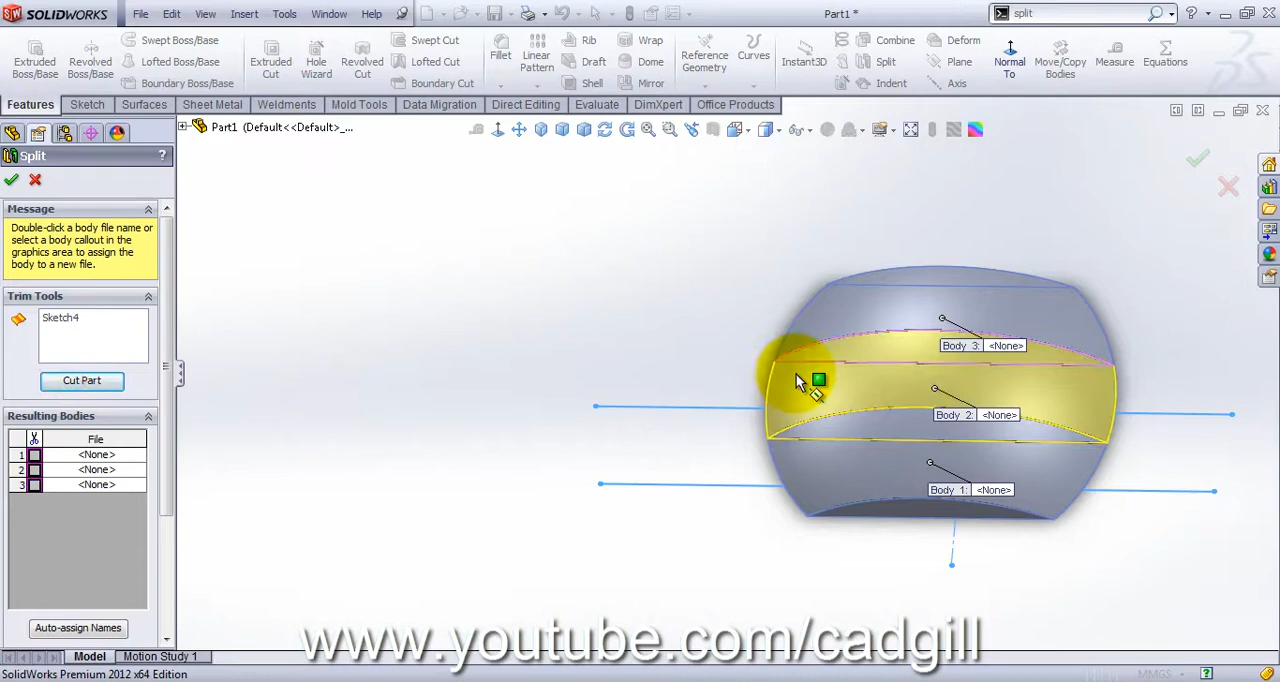 SOLIDWORKS
File Edit View Insert Tools Window Help
Part1 *
split
Extruded Boss/Base
Revolved Boss/Base
Swept Boss/Base
Lofted Boss/Base
Boundary Boss/Base
Extruded Cut
Hole Wizard
Revolved Cut
Swept Cut
Lofted Cut
Boundary Cut
Fillet
Linear Pattern
Rib
Draft
Shell
Wrap
Dome
Mirror
Reference Geometry
Curves
Instant3D
Combine
Split
Indent
Deform
Plane
Axis
Normal To
Move/Copy Bodies
Measure
Equations
Features Sketch Surfaces Sheet Metal Weldments Mold Tools Data Migration Direct Editing Evaluate DimXpert Office Products
Part1 (Default<<Default>_...
Split ?
Message
Double-click a body file name or
select a body callout in the
graphics area to assign the
body to a new file.
Trim Tools
Sketch4
Cut Part
Resulting Bodies
File
1 <None>
2 <None>
3 <None>
Auto-assign Names
Body 3: <None>
Body 2: <None>
Body 1: <None>
www.youtube.com/cadgill
Model Motion Study 1
SolidWorks Premium 2012 x64 Edition
MMGS